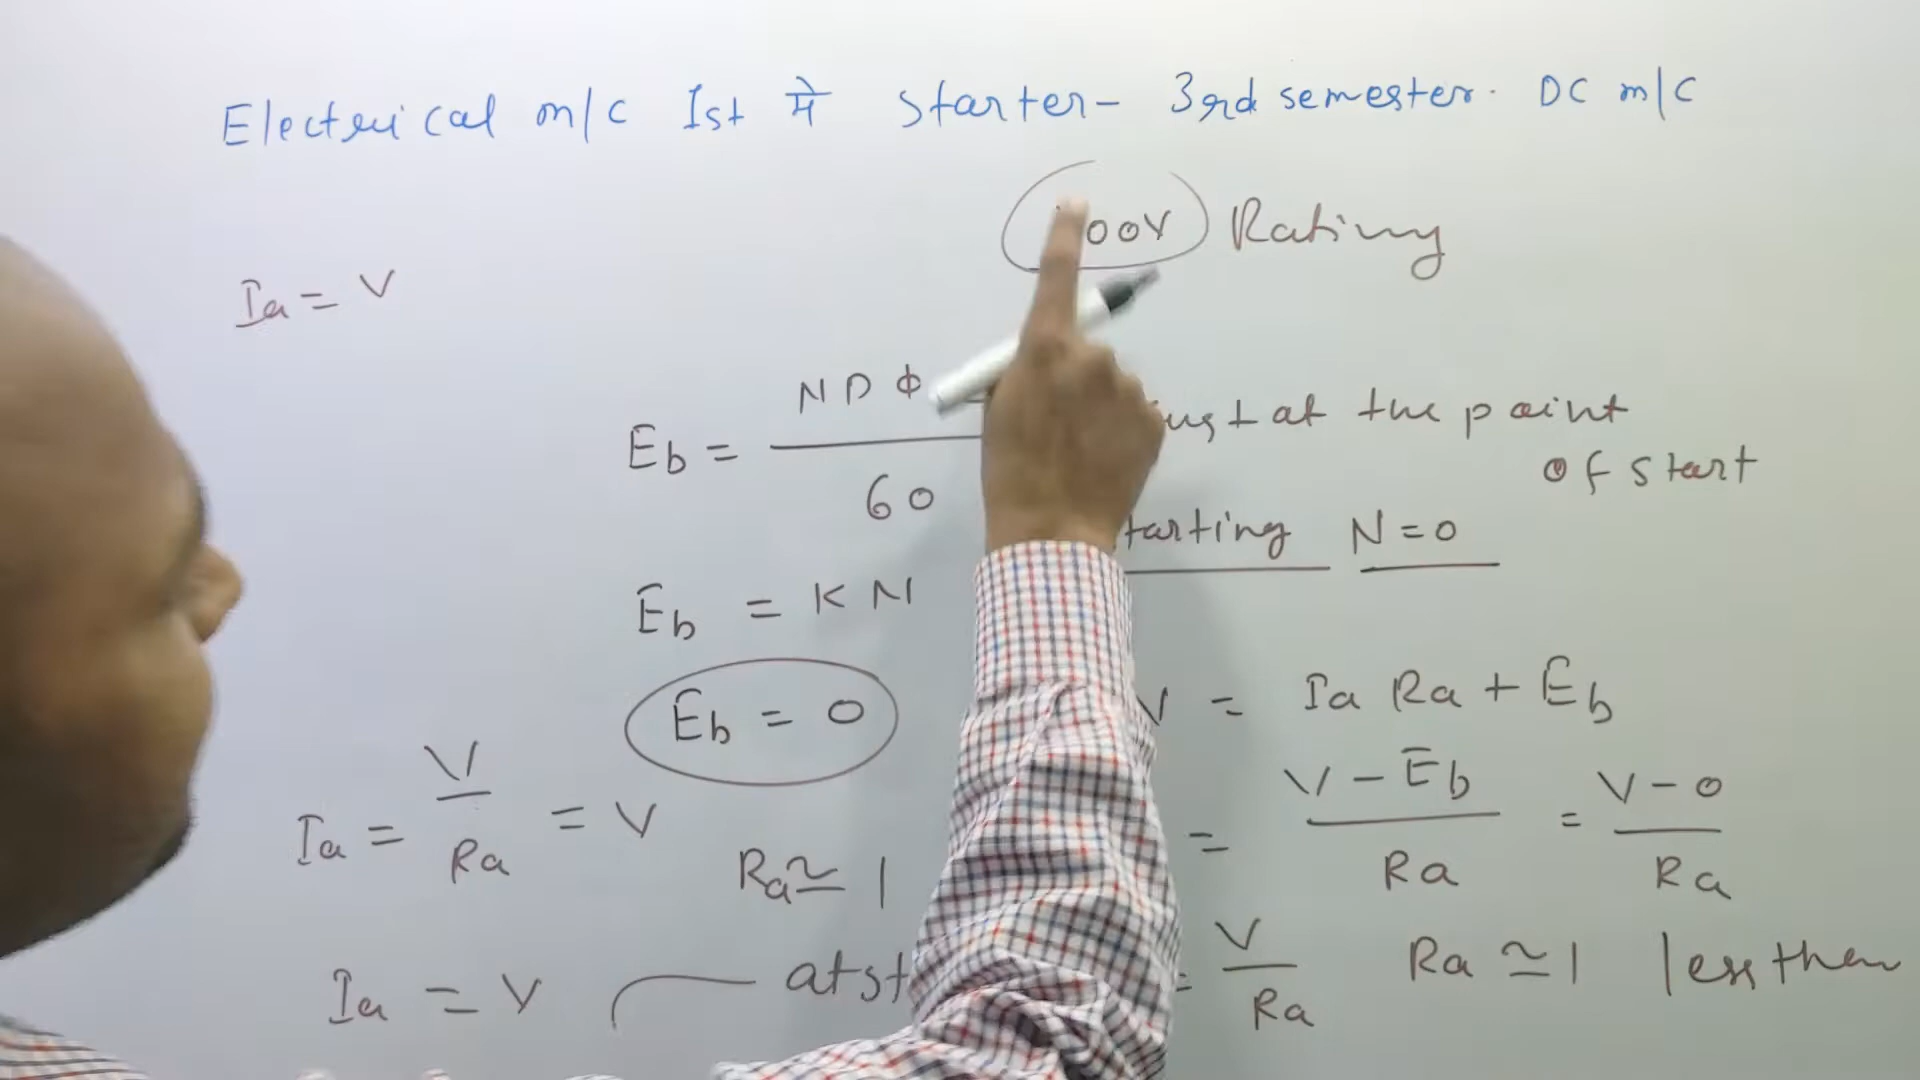 Electrical m/c Ist मे Starter - 3rd semester. DC m/c
00V Rating
Ia = V
Eb = NPΦ / 60
at the point of start
N = 0
Eb = KN
Eb = 0
V = Ia Ra + Eb
= V - Eb / Ra = V - 0 / Ra
Ia = V / Ra = V
Ra ≃ 1
= V / Ra Ra ≃ 1 less then
Ia = V